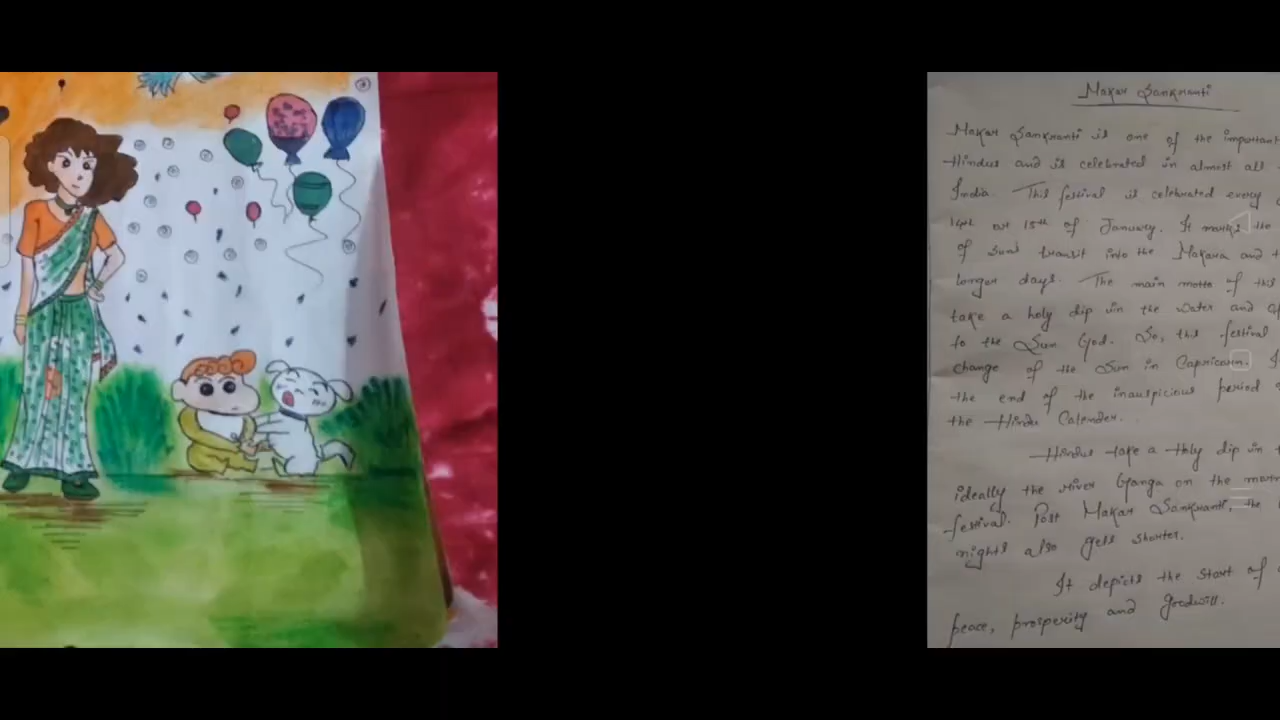 Makar Sankranti
Makar Sankranti is one of the important
Hindus and is celebrated in almost all
India. This festival is celebrated every
14th or 15th of January. It marks the
of Sun's transit into the Makara and
longer days. The main motto of this
take a holy dip in the water and
to the Sun God. So, this festival
change of the Sun in Capricorn.
the end of the inauspicious period
the Hindu Calender.
Hindus take a Holy dip in
ideally the river Ganga on the
festival. Post Makar Sankranti, the
nights also gets shorter.
It depicts the start of
peace, prosperity and goodwill.